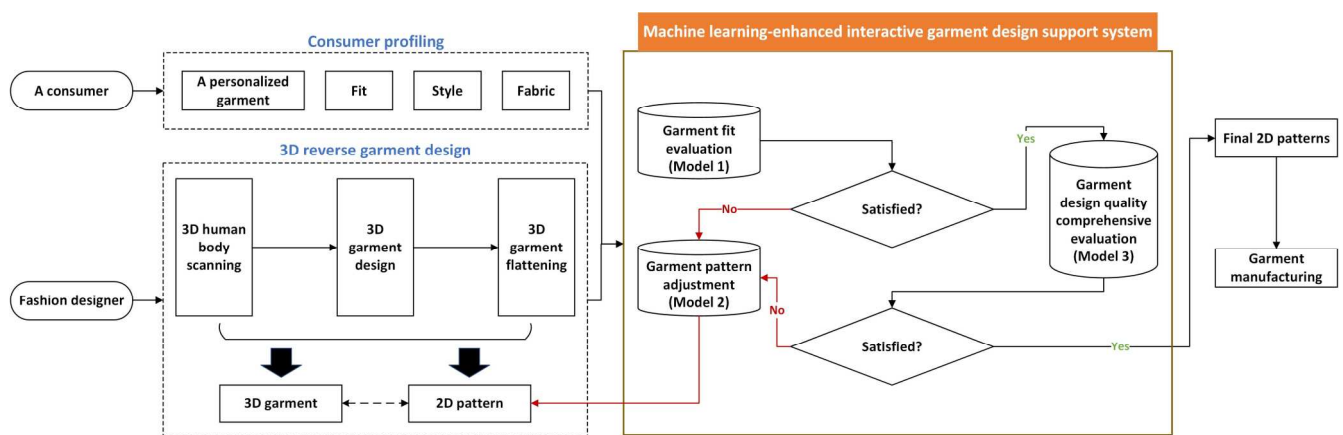 Machine learning-enhanced interactive garment design support system
Consumer profiling
A consumer
A personalized
garment
Fit
Style
Fabric
3D reverse garment design
Fashion designer
3D human
body
scanning
3D
garment
design
3D
garment
flattening
3D garment
2D pattern
Garment fit
evaluation
(Model 1)
Satisfied?
Yes
No
Garment
design quality
comprehensive
evaluation
(Model 3)
Garment pattern
adjustment
(Model 2)
No
Satisfied?
Yes
Final 2D patterns
Garment
manufacturing